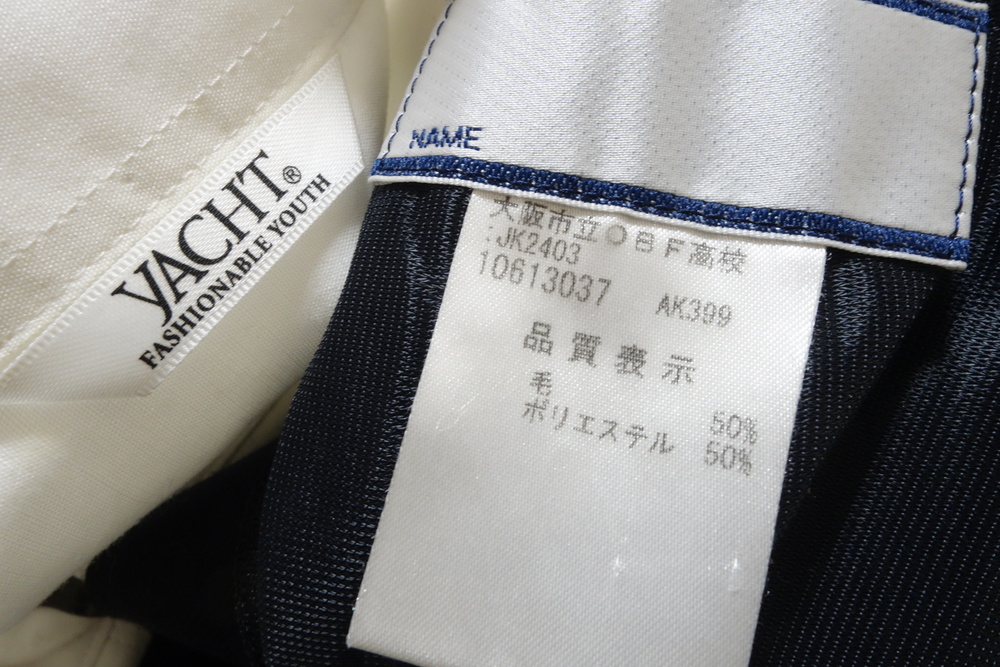 YACHT®
FASHIONABLE YOUTH
NAME
大阪市立○BF高校
:JK2403
10613037 AK399
品質表示
毛 50%
ポリエステル 50%